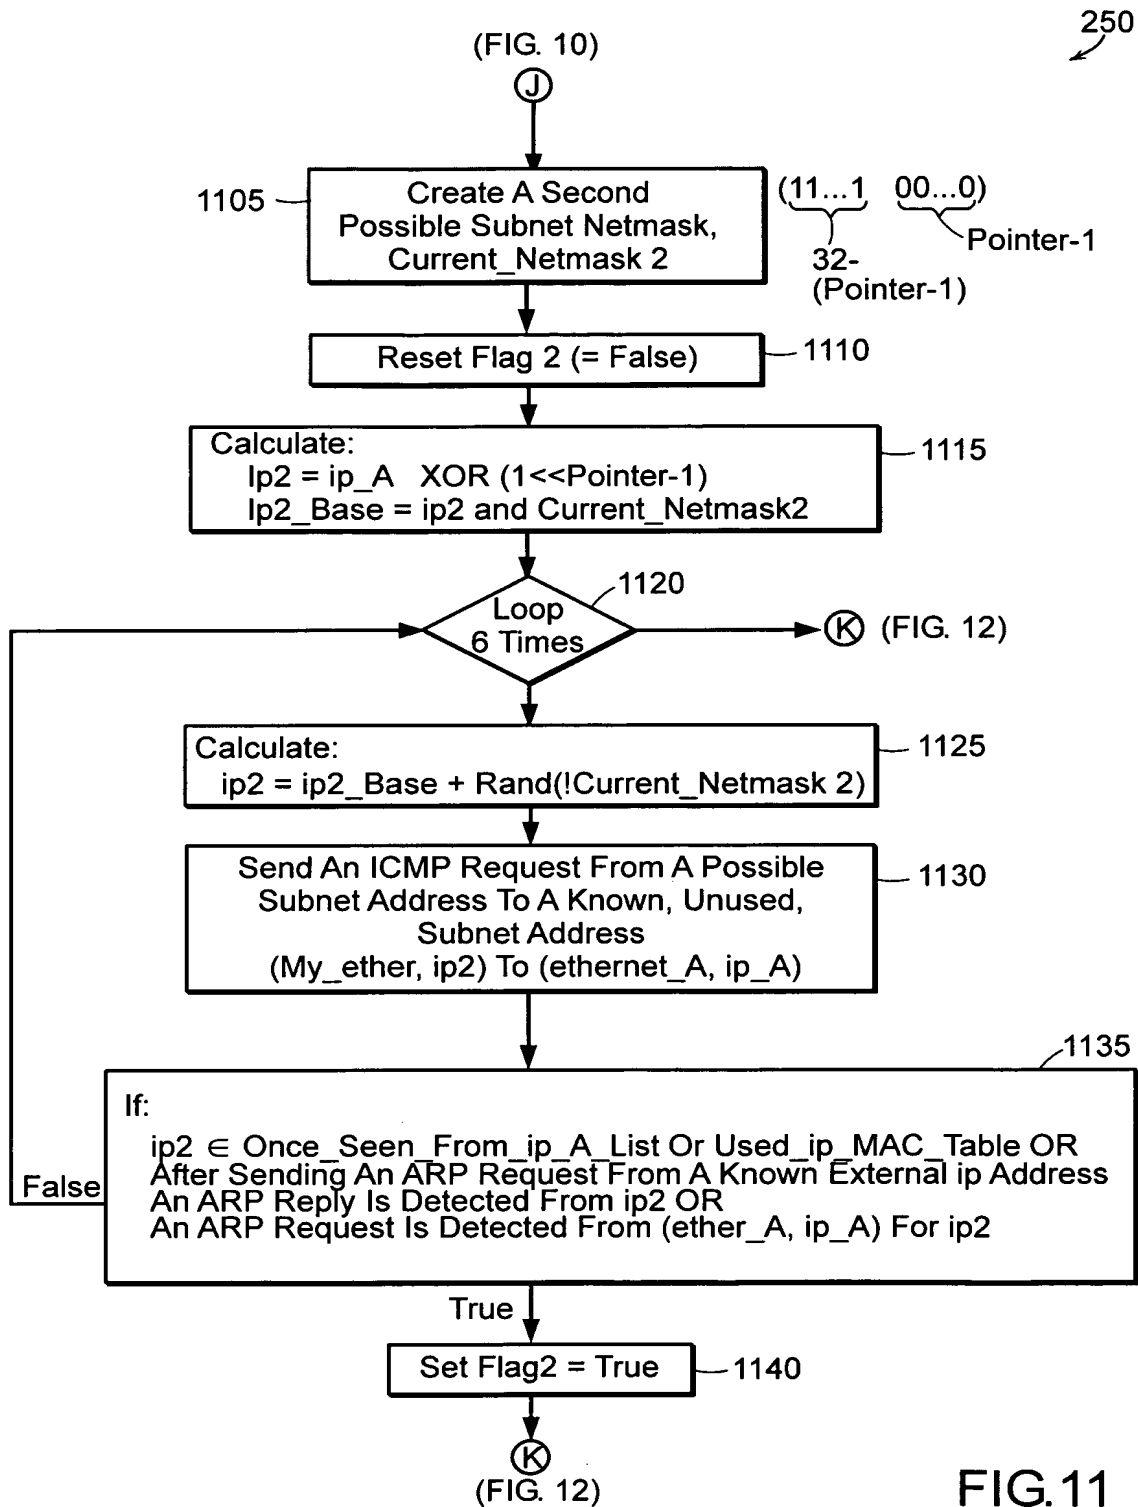 250
(FIG. 10)
J
1105
Create A Second
Possible Subnet Netmask,
Current_Netmask 2
(11...1 00...0)
Pointer-1
32-
(Pointer-1)
Reset Flag 2 (= False)
1110
Calculate:
Ip2 = ip_A XOR (1<<Pointer-1)
Ip2_Base = ip2 and Current_Netmask2
1115
1120
Loop
6 Times
K (FIG. 12)
Calculate:
ip2 = ip2_Base + Rand(!Current_Netmask 2)
1125
Send An ICMP Request From A Possible
Subnet Address To A Known, Unused,
Subnet Address
(My_ether, ip2) To (ethernet_A, ip_A)
1130
1135
If:
ip2 ∈ Once_Seen_From_ip_A_List Or Used_ip_MAC_Table OR
After Sending An ARP Request From A Known External ip Address
An ARP Reply Is Detected From ip2 OR
An ARP Request Is Detected From (ether_A, ip_A) For ip2
False
True
Set Flag2 = True
1140
K
(FIG. 12)
FIG.11